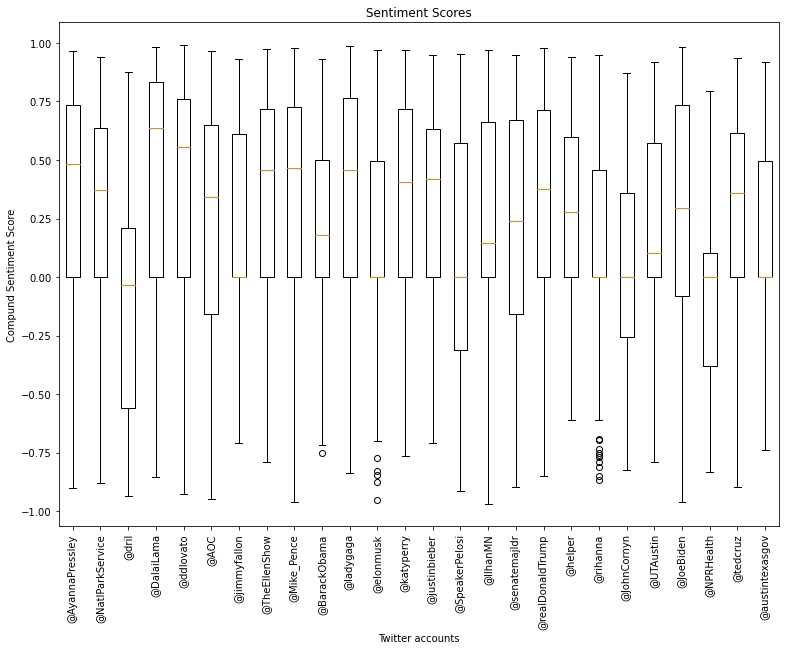 Sentiment Scores
1.00
0.75
0.50
0.25
0.00
−0.25
−0.50
−0.75
−1.00
Compund Sentiment Score
@AyannaPressley
@NatlParkService
@dril
@DalaiLama
@ddlovato
@AOC
@jimmyfallon
@TheEllenShow
@Mike_Pence
@BarackObama
@ladygaga
@elonmusk
@katyperry
@justinbieber
@SpeakerPelosi
@IlhanMN
@senatemajldr
@realDonaldTrump
@helper
@rihanna
@JohnCornyn
@UTAustin
@JoeBiden
@NPRHealth
@tedcruz
@austintexasgov
Twitter accounts